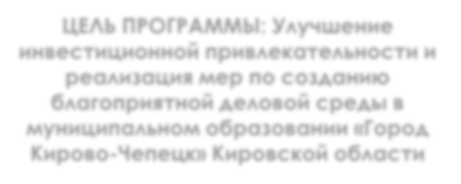 ЦЕЛЬ ПРОГРАММЫ: Улучшение
инвестиционной привлекательности и
реализация мер по созданию
благоприятной деловой среды в
муниципальном образовании «Город
Кирово-Чепецк» Кировской области